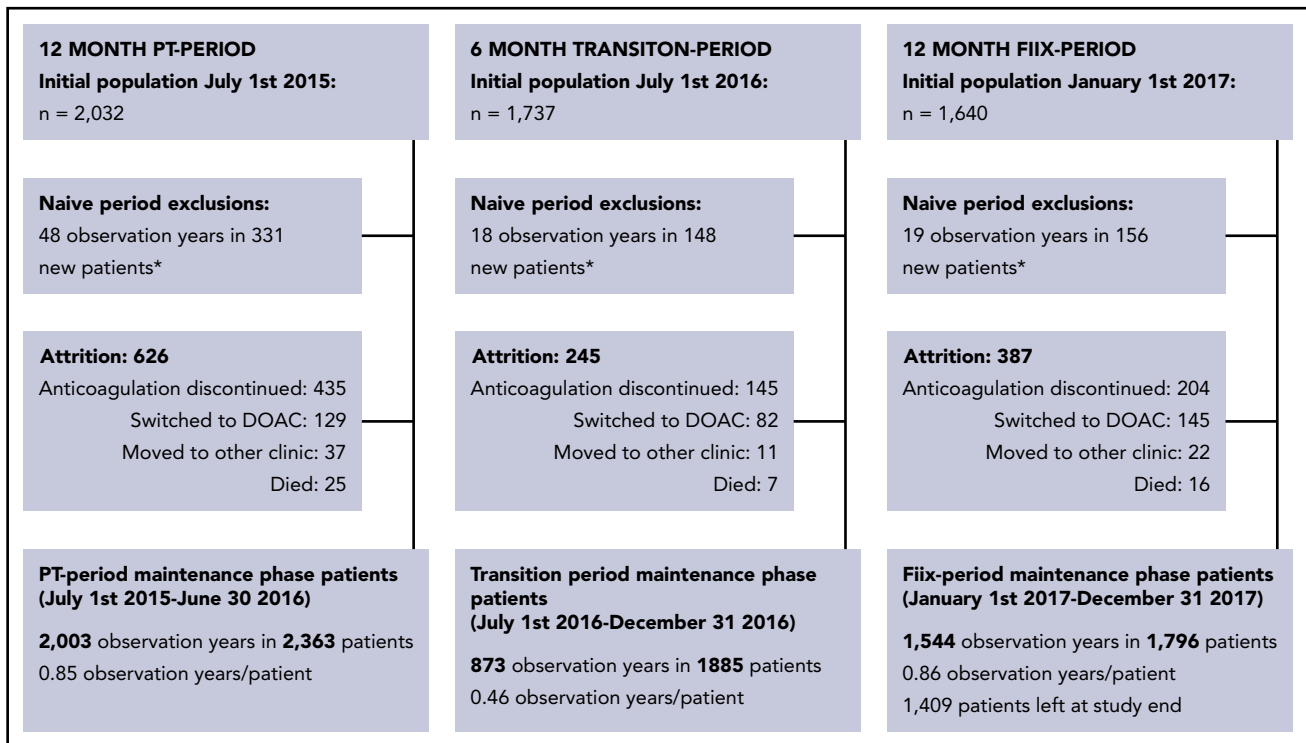 12 MONTH PT-PERIOD
Initial population July 1st 2015:
n = 2,032
Naive period exclusions:
48 observation years in 331
new patients*
Attrition: 626
Anticoagulation discontinued: 435
Switched to DOAC: 129
Moved to other clinic: 37
Died: 25
PT-period maintenance phase patients
(July 1st 2015-June 30 2016)
2,003 observation years in 2,363 patients
0.85 observation years/patient
6 MONTH TRANSITON-PERIOD
Initial population July 1st 2016:
n = 1,737
Naive period exclusions:
18 observation years in 148
new patients*
Attrition: 245
Anticoagulation discontinued: 145
Switched to DOAC: 82
Moved to other clinic: 11
Died: 7
Transition period maintenance phase
patients
(July 1st 2016-December 31 2016)
873 observation years in 1885 patients
0.46 observation years/patient
12 MONTH FIIX-PERIOD
Initial population January 1st 2017:
n = 1,640
Naive period exclusions:
19 observation years in 156
new patients*
Attrition: 387
Anticoagulation discontinued: 204
Switched to DOAC: 145
Moved to other clinic: 22
Died: 16
Fiix-period maintenance phase patients
(January 1st 2017-December 31 2017)
1,544 observation years in 1,796 patients
0.86 observation years/patient
1,409 patients left at study end